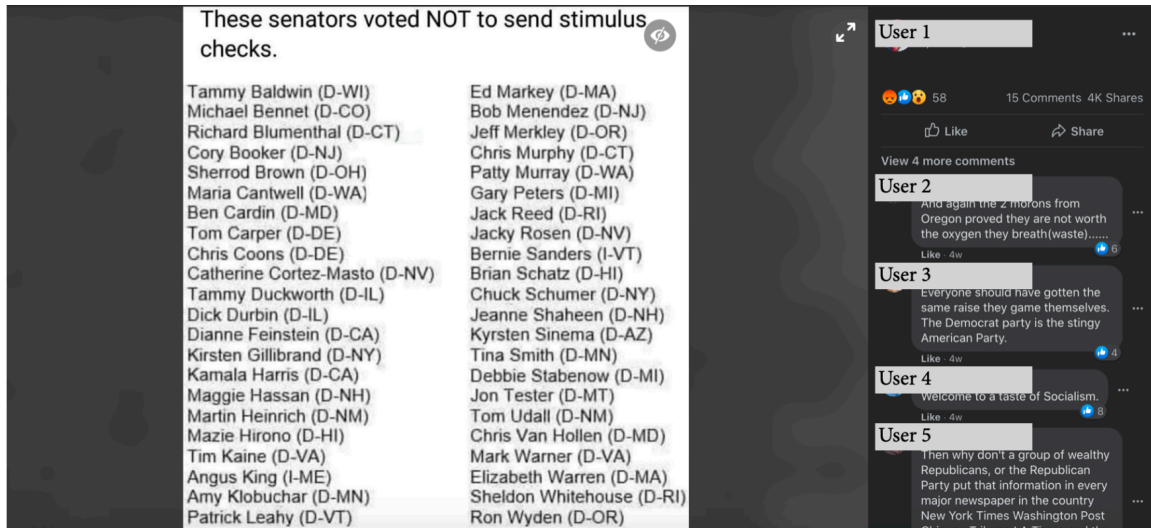 These senators voted NOT to send stimulus
checks.
Tammy Baldwin (D-WI)
Michael Bennet (D-CO)
Richard Blumenthal (D-CT)
Cory Booker (D-NJ)
Sherrod Brown (D-OH)
Maria Cantwell (D-WA)
Ben Cardin (D-MD)
Tom Carper (D-DE)
Chris Coons (D-DE)
Catherine Cortez-Masto (D-NV)
Tammy Duckworth (D-IL)
Dick Durbin (D-IL)
Dianne Feinstein (D-CA)
Kirsten Gillibrand (D-NY)
Kamala Harris (D-CA)
Maggie Hassan (D-NH)
Martin Heinrich (D-NM)
Mazie Hirono (D-HI)
Tim Kaine (D-VA)
Angus King (I-ME)
Amy Klobuchar (D-MN)
Patrick Leahy (D-VT)
Ed Markey (D-MA)
Bob Menendez (D-NJ)
Jeff Merkley (D-OR)
Chris Murphy (D-CT)
Patty Murray (D-WA)
Gary Peters (D-MI)
Jack Reed (D-RI)
Jacky Rosen (D-NV)
Bernie Sanders (I-VT)
Brian Schatz (D-HI)
Chuck Schumer (D-NY)
Jeanne Shaheen (D-NH)
Kyrsten Sinema (D-AZ)
Tina Smith (D-MN)
Debbie Stabenow (D-MI)
Jon Tester (D-MT)
Tom Udall (D-NM)
Chris Van Hollen (D-MD)
Mark Warner (D-VA)
Elizabeth Warren (D-MA)
Sheldon Whitehouse (D-RI)
Ron Wyden (D-OR)
User 1
58 15 Comments 4K Shares
Like Share
View 4 more comments
User 2
And again the 2 morons from
Oregon proved they are not worth
the oxygen they breath(waste)......
6
Like · 4w
User 3
Everyone should have gotten the
same raise they game themselves.
The Democrat party is the stingy
American Party.
4
Like · 4w
User 4
Welcome to a taste of Socialism.
8
Like · 4w
User 5
Then why don't a group of wealthy
Republicans, or the Republican
Party put that information in every
major newspaper in the country
New York Times Washington Post